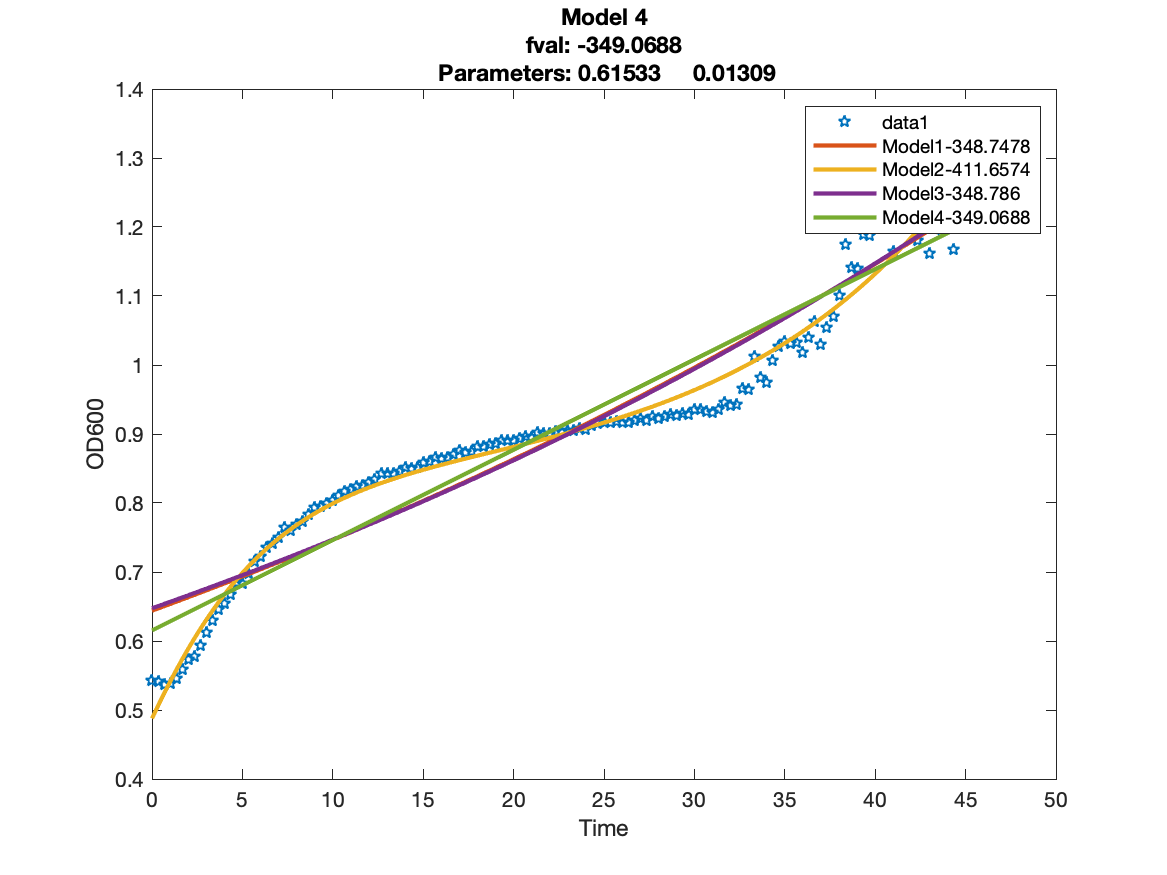 Model 4
fval: -349.0688
Parameters: 0.61533 0.01309
1.4
1.3
1.2
1.1
1
0.9
0.8
0.7
0.6
0.5
0.4
OD600
data1
Model1-348.7478
Model2-411.6574
Model3-348.786
Model4-349.0688
0 5 10 15 20 25 30 35 40 45 50
Time